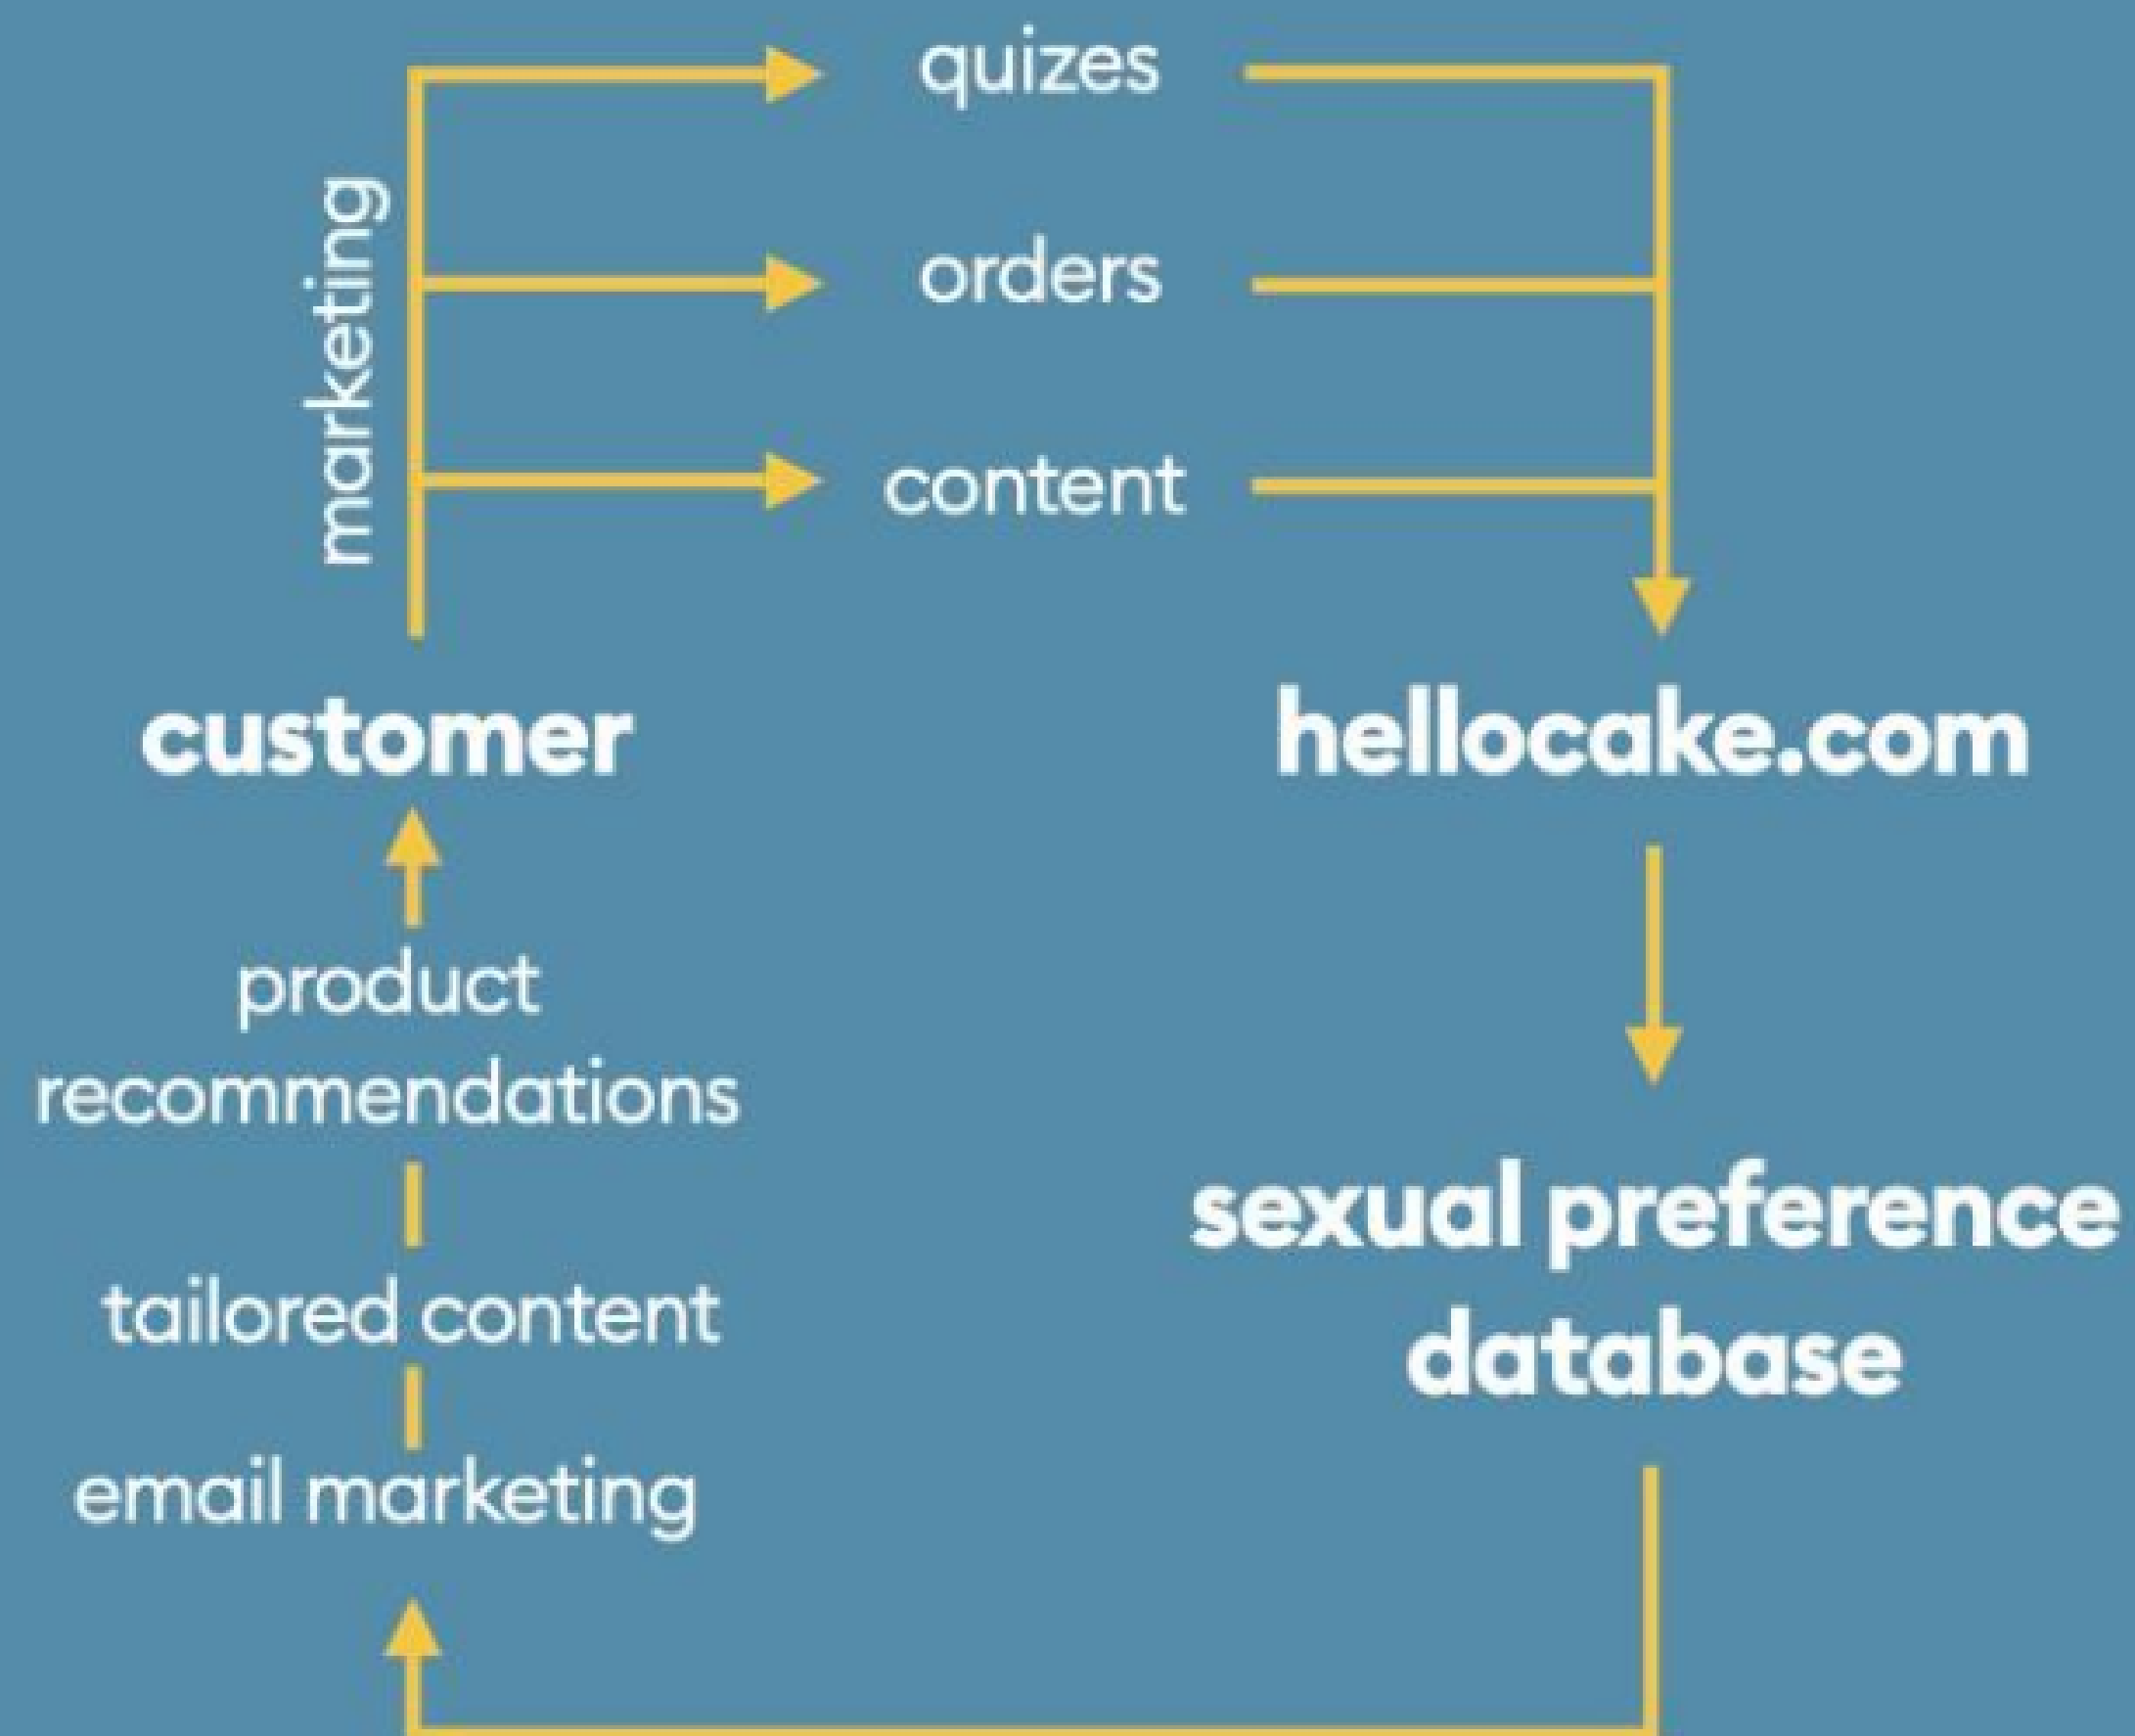 quizes
orders
marketing
content
customer
hellocake.com
product
recommendations
sexual preference
database
tailored content
email marketing